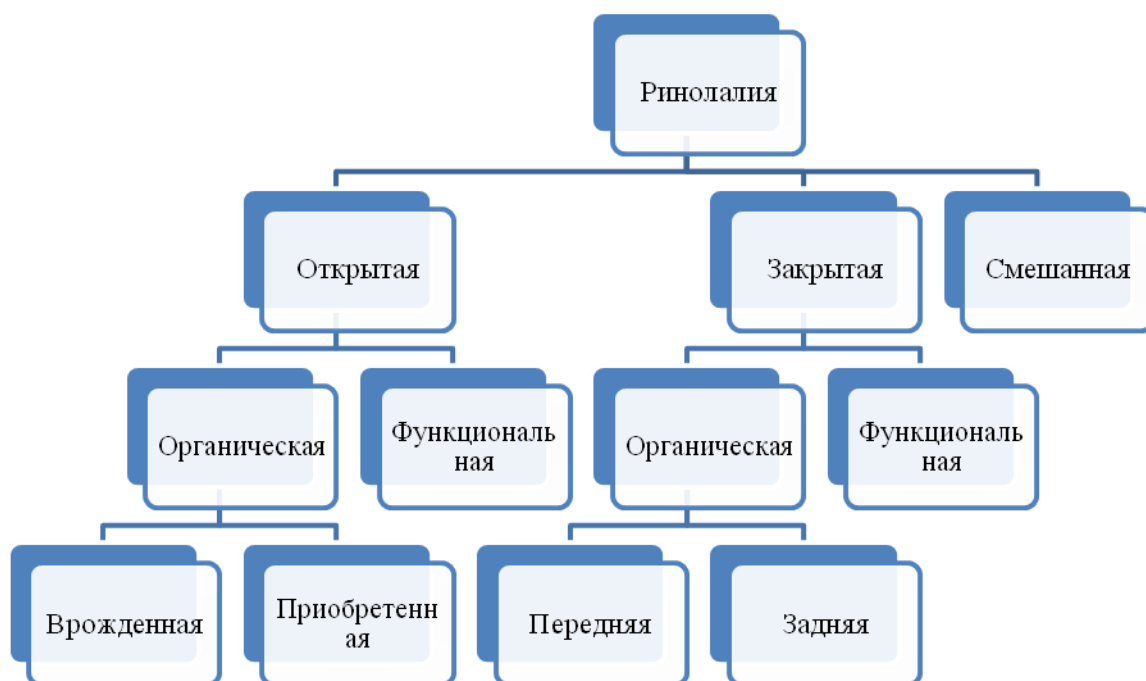 Ринолалия
Открытая
Закрытая
Смешанная
Органическая
Функциональ
ная
Органическая
Функциональ
ная
Врожденная
Приобретенн
ая
Передняя
Задняя